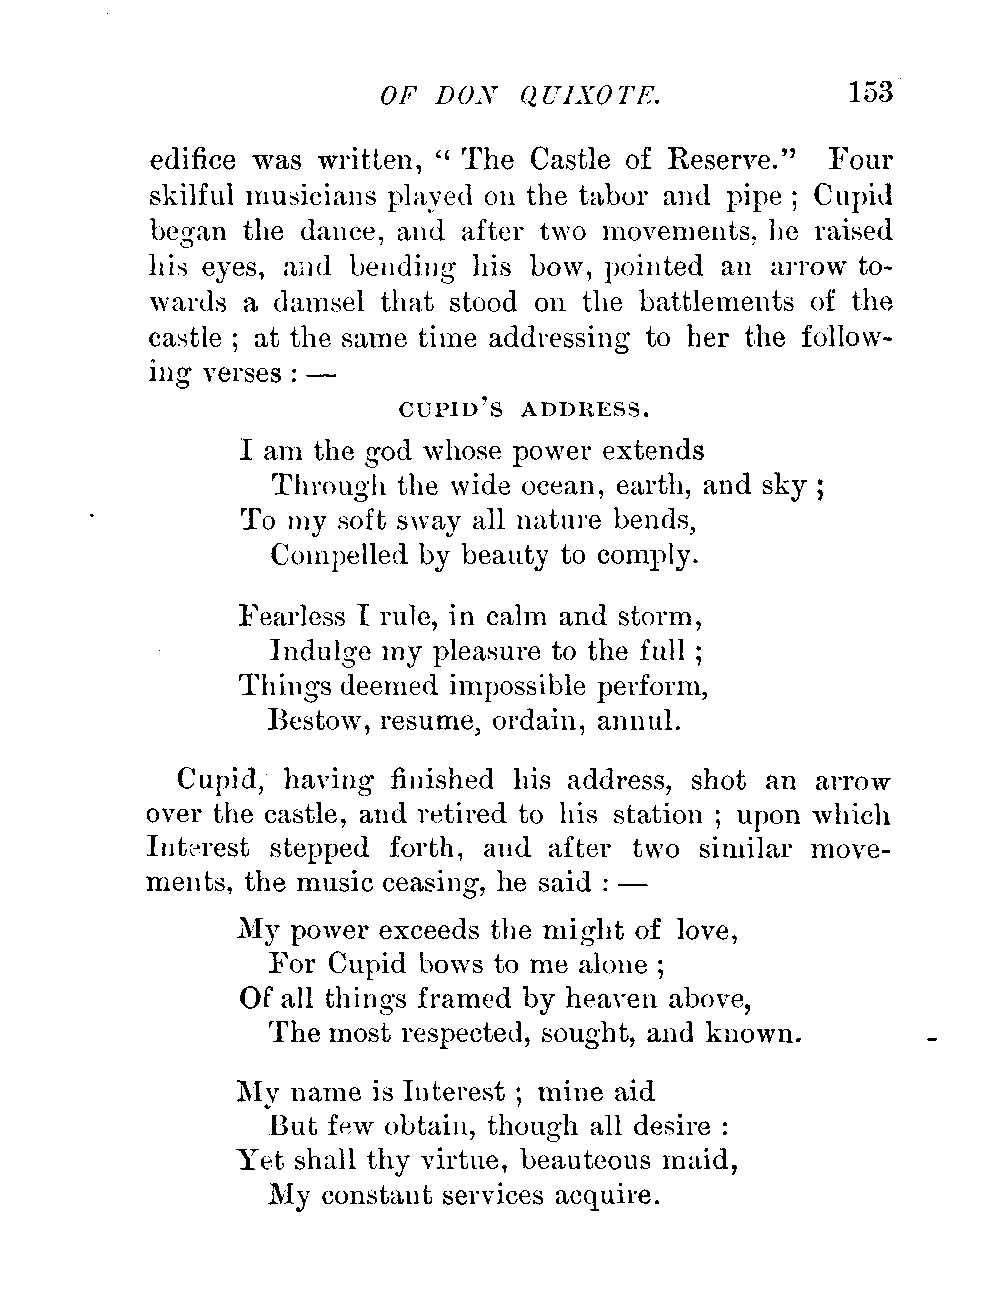 OF DON QUIXOTE. 153
edifice was written, “ The Castle of Reserve.” Four
skilful musicians played on the tabor and pipe ; Cupid
began the dance, and after two movements, he raised
his eyes, and bending his bow, pointed an arrow to-
wards a damsel that stood on the battlements of the
castle ; at the same time addressing to her the follow-
ing verses : —
CUPID’S ADDRESS.
I am the god whose power extends
Through the wide ocean, earth, and sky ;
To my soft sway all nature bends,
Compelled by beauty to comply.
Fearless I rule, in calm and storm,
Indulge my pleasure to the full ;
Things deemed impossible perform,
Bestow, resume, ordain, annul.
Cupid, having finished his address, shot an arrow
over the castle, and retired to his station ; upon which
Interest stepped forth, and after two similar move-
ments, the music ceasing, he said : —
My power exceeds the might of love,
For Cupid bows to me alone ;
Of all things framed by heaven above,
The most respected, sought, and known.
My name is Interest ; mine aid
But few obtain, though all desire :
Yet shall thy virtue, beauteous maid,
My constant services acquire.